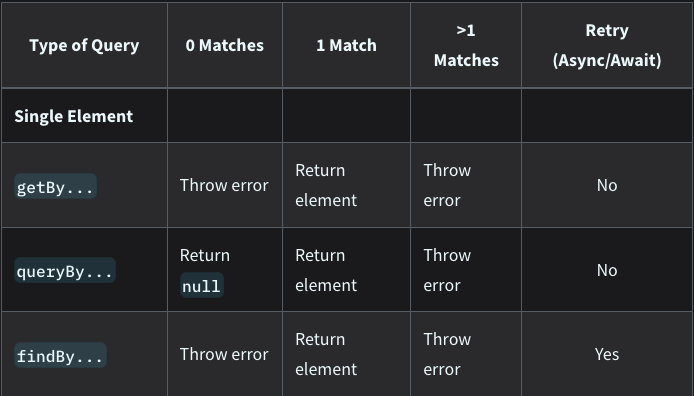 Type of Query 0 Matches 1 Match >1 Matches Retry (Async/Await)
Single Element
getBy... Throw error Return element Throw error No
queryBy... Return null Return element Throw error No
findBy... Throw error Return element Throw error Yes